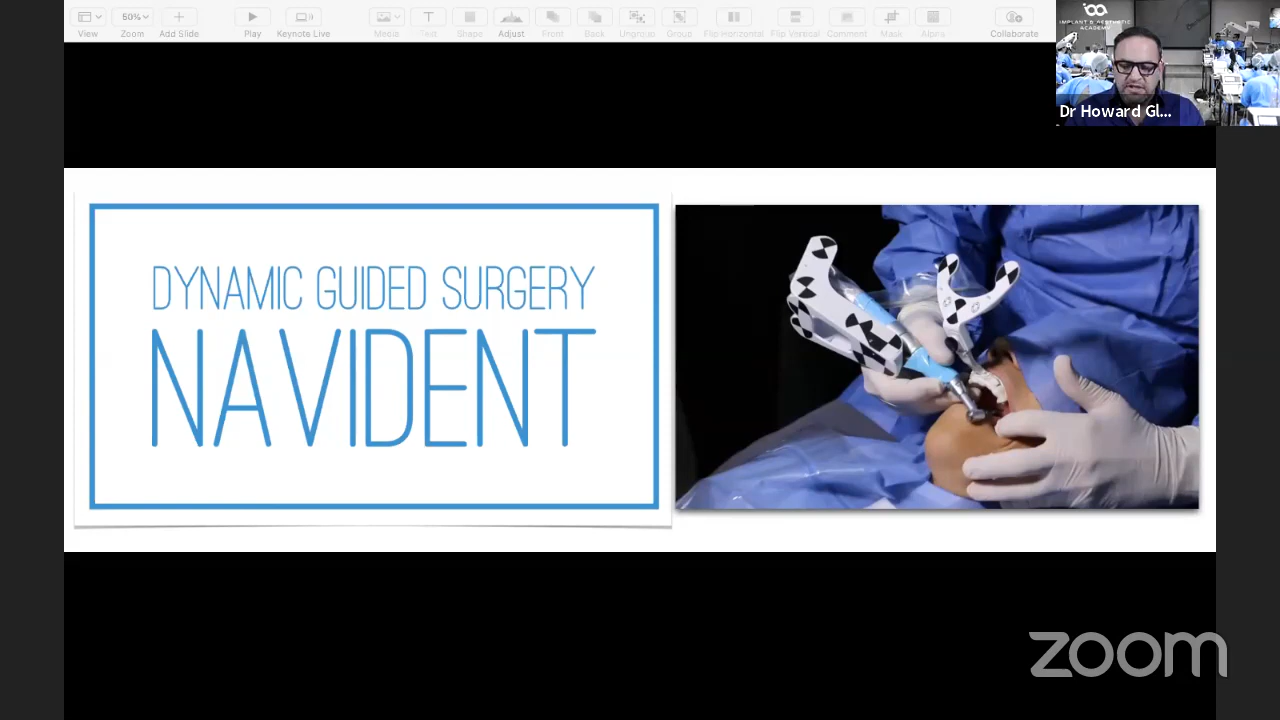 View
50%
Zoom
Add Slide
Play
Keynote Live
Media
Text
Shape
Adjust
Front
Back
Ungroup
Group
Flip Horizontal
Flip Vertical
Comment
Mask
Alpha
Collaborate
IMPLANT & AESTHETIC
ACADEMY
Dr Howard Gl...
DYNAMIC GUIDED SURGERY
NAVIDENT
zoom